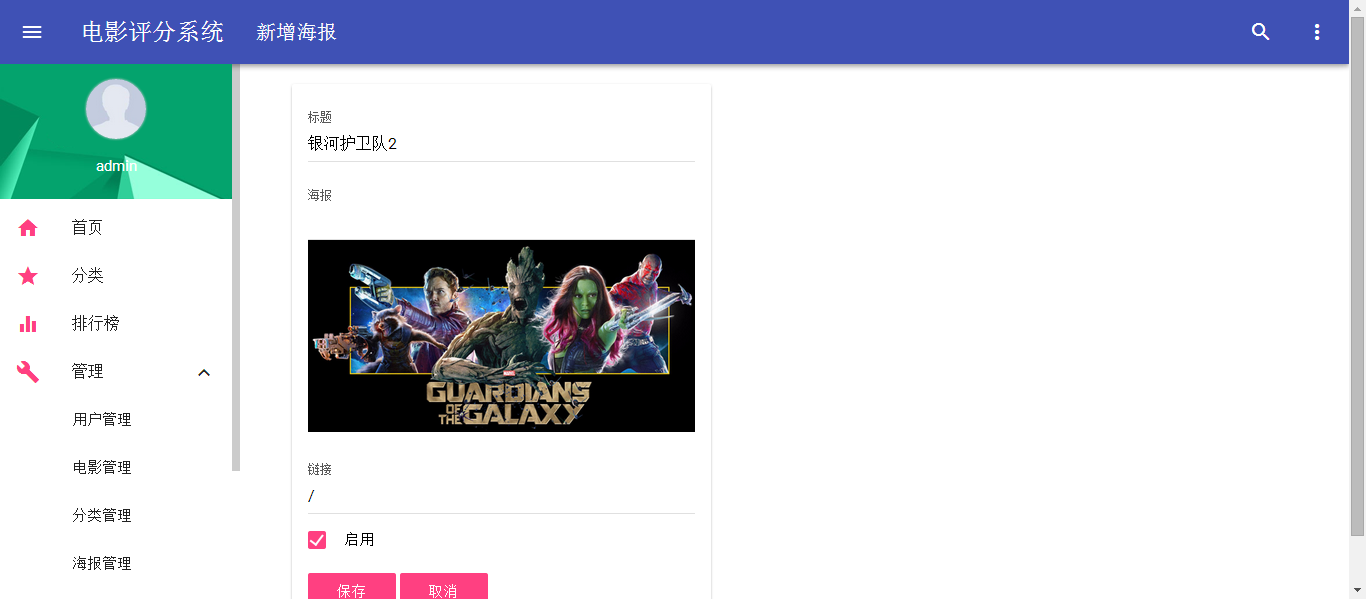 电影评分系统
新增海报
admin
首页
分类
排行榜
管理
用户管理
电影管理
分类管理
海报管理
标题
银河护卫队2
海报
MARVEL
GUARDIANS
OF THE GALAXY
链接
/
启用
保存 取消